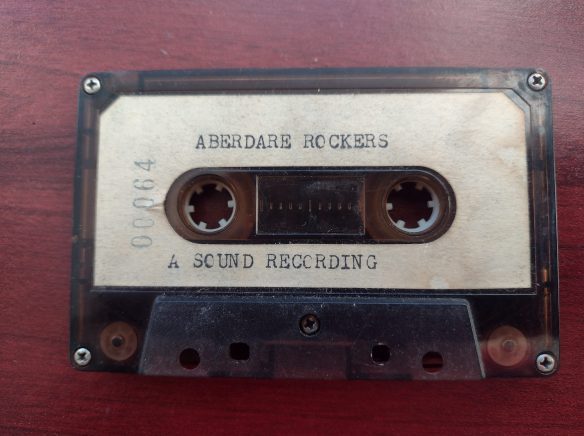 ABERDARE ROCKERS
00064
A SOUND RECORDING